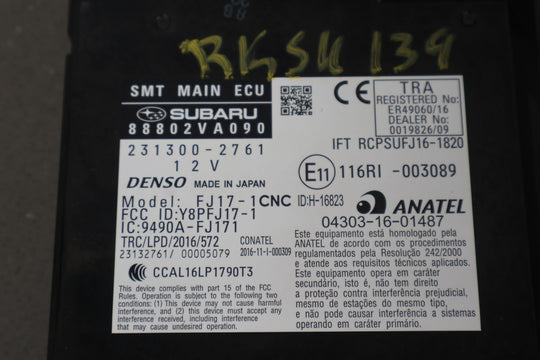 RKSU 139
SMT MAIN ECU
SUBARU
88802VA090
231300-2761
12V
DENSO MADE IN JAPAN
CE
TRA
REGISTERED No:
ER49060/16
DEALER No:
0019826/09
IFT RCPSUFJ16-1820
E11 116RI -003089
Model: FJ17-1CNC ID:H-16823
FCC ID:Y8PFJ17-1
IC:9490A-FJ171
TRC/LPD/2016/572 CONATEL
23132761/ 00005079 2016-11-I-000309
CCAL16LP1790T3
This device complies with part 15 of the FCC
Rules. Operation is subject to the following two
conditions: (1) This device may not cause harmful
interference, and (2) this device must accept
any interference received, including interference
that may cause undesired operation.
ANATEL
04303-16-01487
Este equipamento está homologado pela
ANATEL de acordo com os procedimentos
regulamentados pela Resolução 242/2000
e atende os requisitos técnicos aplicados.
Este equipamento opera em caráter
secundário, isto é, não tem direito
a proteção contra interferência prejudicial,
mesmo de estações do mesmo tipo,
e não pode causar interferência a sistemas
operando em caráter primário.